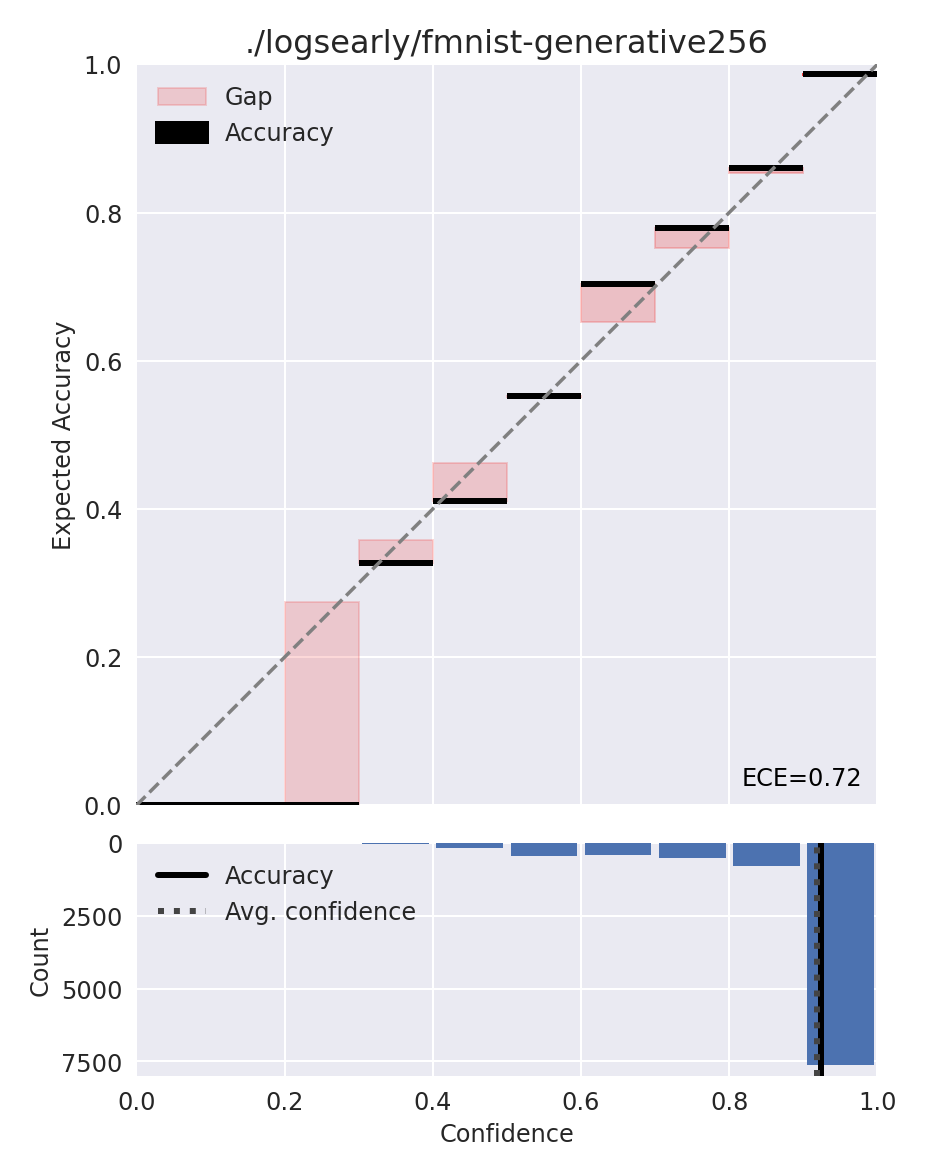 ./logsearly/fmnist-generative256
1.0
Gap
Accuracy
0.8
0.6
Expected Accuracy
0.4
0.2
ECE=0.72
0.0
0
Accuracy
Avg. confidence
2500
Count
5000
7500
0.0 0.2 0.4 0.6 0.8 1.0
Confidence